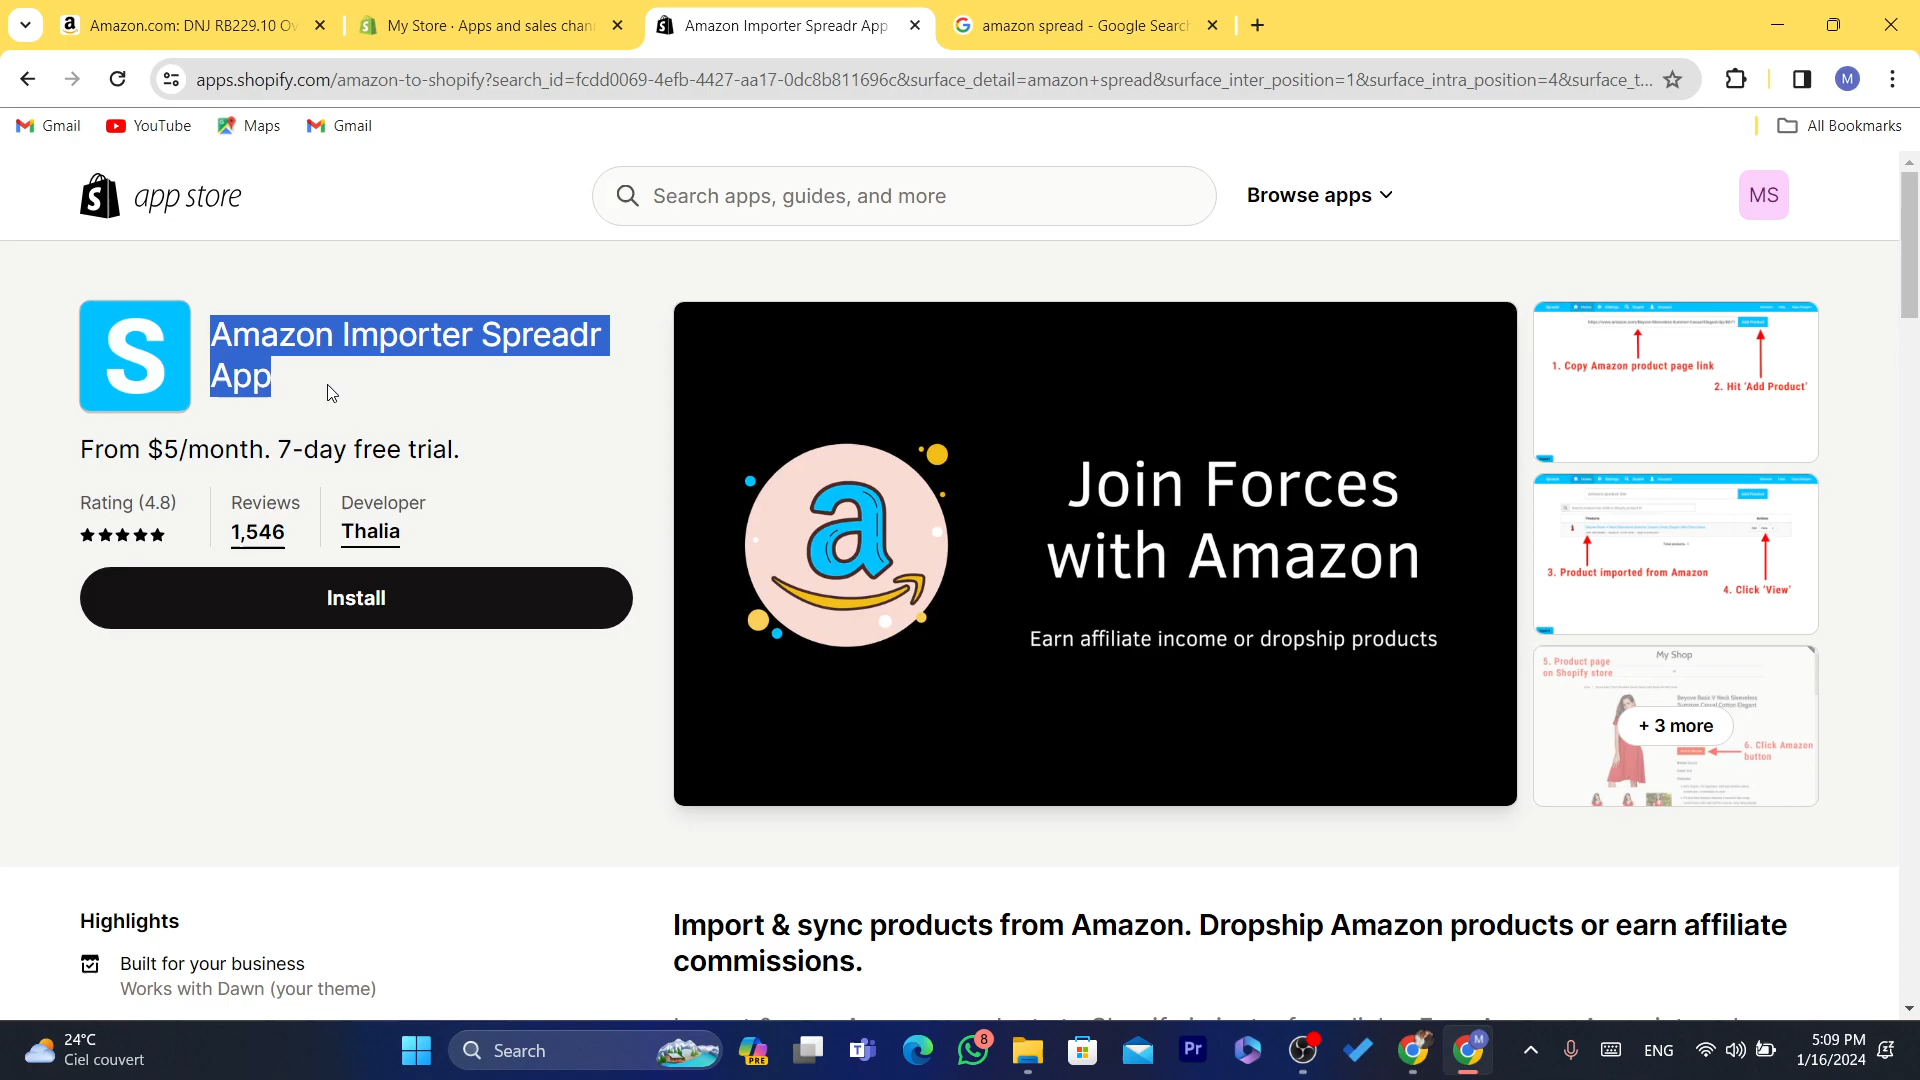 Amazon.com: DNJ RB229.10 Ov
My Store · Apps and sales chan
Amazon Importer Spreadr App
amazon spread - Google Search
apps.shopify.com/amazon-to-shopify?search_id=fcdd0069-4efb-4427-aa17-0dc8b811696c&surface_detail=amazon+spread&surface_inter_position=1&surface_intra_position=4&surface_t...
M
Gmail
YouTube
Maps
Gmail
All Bookmarks
app store
Search apps, guides, and more
Browse apps
MS
Amazon Importer Spreadr
App
From $5/month. 7-day free trial.
Rating (4.8)
Reviews
1,546
Developer
Thalia
Install
Join Forces
with Amazon
Earn affiliate income or dropship products
1. Copy Amazon product page link
2. Hit 'Add Product'
3. Product imported from Amazon
4. Click 'View'
My Shop
5. Product page
on Shopify store
+ 3 more
6. Click Amazon
button
Highlights
Built for your business
Works with Dawn (your theme)
Import & sync products from Amazon. Dropship Amazon products or earn affiliate
commissions.
24°C
Ciel couvert
Search
PRE
8
Pr
M
ENG
5:09 PM
1/16/2024